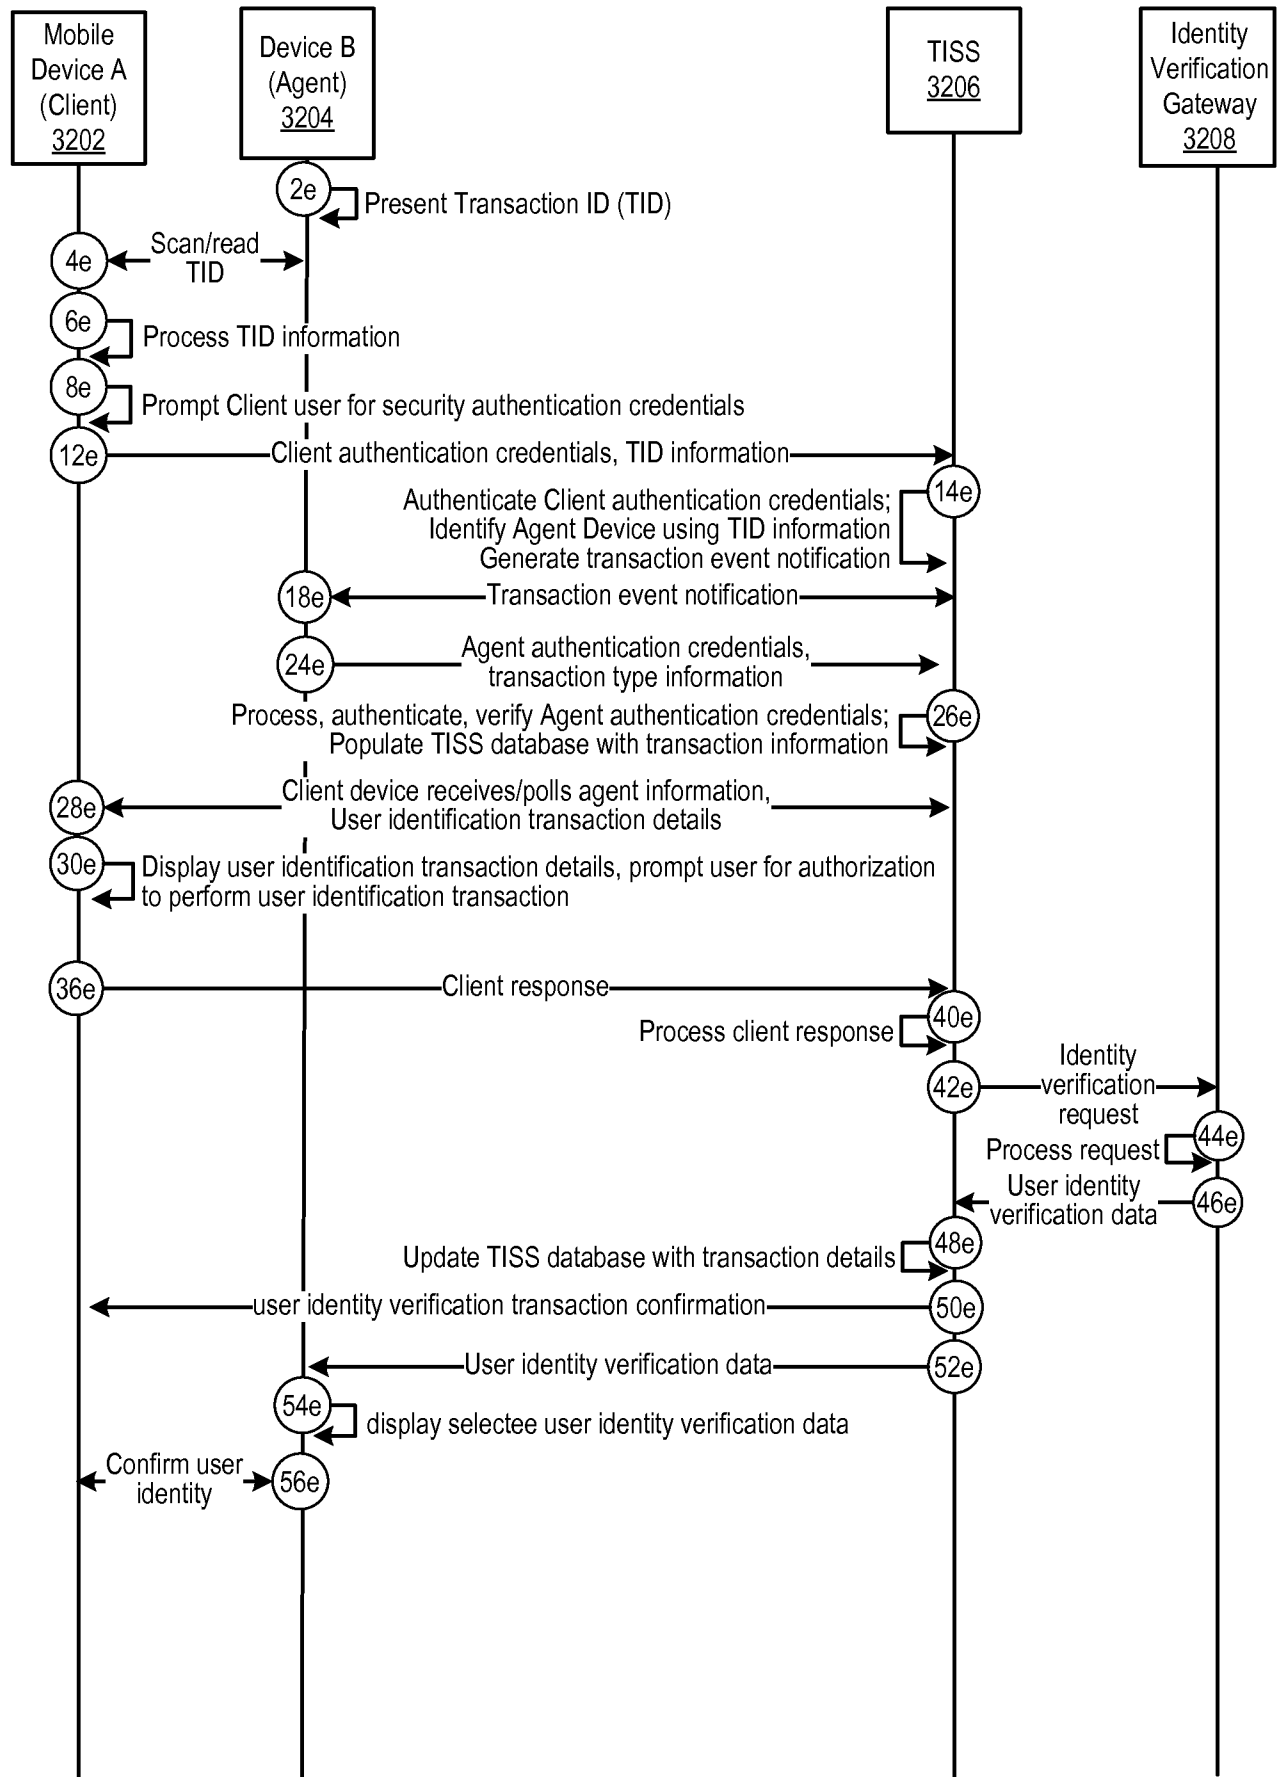 Mobile
Device A
(Client)
3202
Device B
(Agent)
3204
TISS
3206
Identity
Verification
Gateway
3208
2e
Present Transaction ID (TID)
4e
Scan/read
TID
6e
Process TID information
8e
Prompt Client user for security authentication credentials
12e
Client authentication credentials, TID information
14e
Authenticate Client authentication credentials;
Identify Agent Device using TID information
Generate transaction event notification
18e
Transaction event notification
24e
Agent authentication credentials,
transaction type information
26e
Process, authenticate, verify Agent authentication credentials;
Populate TISS database with transaction information
28e
Client device receives/polls agent information,
User identification transaction details
30e
Display user identification transaction details, prompt user for authorization
to perform user identification transaction
36e
Client response
40e
Process client response
42e
Identity
verification
request
44e
Process request
46e
User identity
verification data
48e
Update TISS database with transaction details
50e
user identity verification transaction confirmation
52e
User identity verification data
54e
display selectee user identity verification data
56e
Confirm user
identity